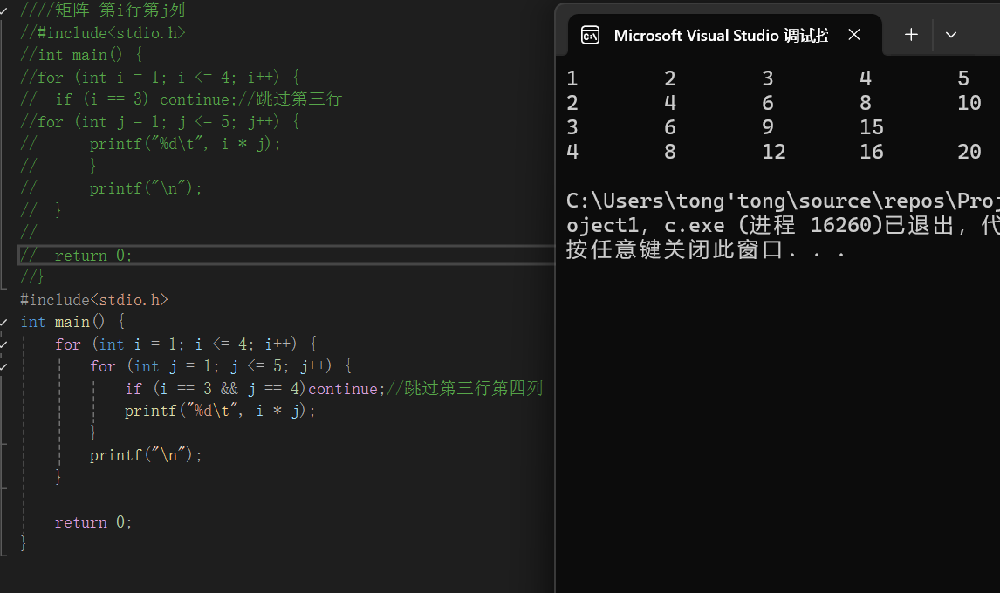 ////矩阵 第i行第j列
//#include<stdio.h>
//int main() {
//for (int i = 1; i <= 4; i++) {
//  if (i == 3) continue;//跳过第三行
//for (int j = 1; j <= 5; j++) {
//      printf("%d\t", i * j);
//      }
//      printf("\n");
//  }
//
//  return 0;
//}
#include<stdio.h>
int main() {
    for (int i = 1; i <= 4; i++) {
        for (int j = 1; j <= 5; j++) {
            if (i == 3 && j == 4)continue;//跳过第三行第四列
            printf("%d\t", i * j);
        }
        printf("\n");
    }
    return 0;
}
Microsoft Visual Studio 调试控
1 2 3 4 5
2 4 6 8 10
3 6 9 15
4 8 12 16 20
C:\Users\tong'tong\source\repos\Proj
oject1, c.exe (进程 16260)已退出, 代
按任意键关闭此窗口. . .